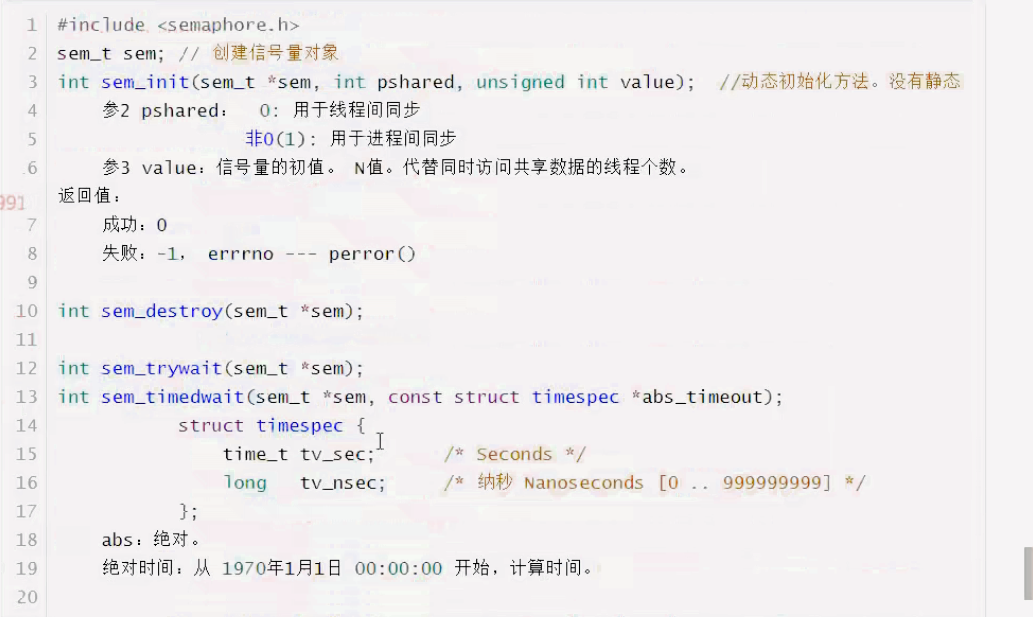 1 #include <semaphore.h>
2 sem_t sem; // 创建信号量对象
3 int sem_init(sem_t *sem, int pshared, unsigned int value); //动态初始化方法。没有静态
4 参2 pshared： 0: 用于线程间同步
5 非0(1): 用于进程间同步
6 参3 value：信号量的初值。 N值。代替同时访问共享数据的线程个数。
991 返回值：
7 成功：0
8 失败：-1， errrno --- perror()
9
10 int sem_destroy(sem_t *sem);
11
12 int sem_trywait(sem_t *sem);
13 int sem_timedwait(sem_t *sem, const struct timespec *abs_timeout);
14 struct timespec {
15 time_t tv_sec; /* Seconds */
16 long tv_nsec; /* 纳秒 Nanoseconds [0 .. 999999999] */
17 };
18 abs：绝对。
19 绝对时间：从 1970年1月1日 00:00:00 开始，计算时间。
20